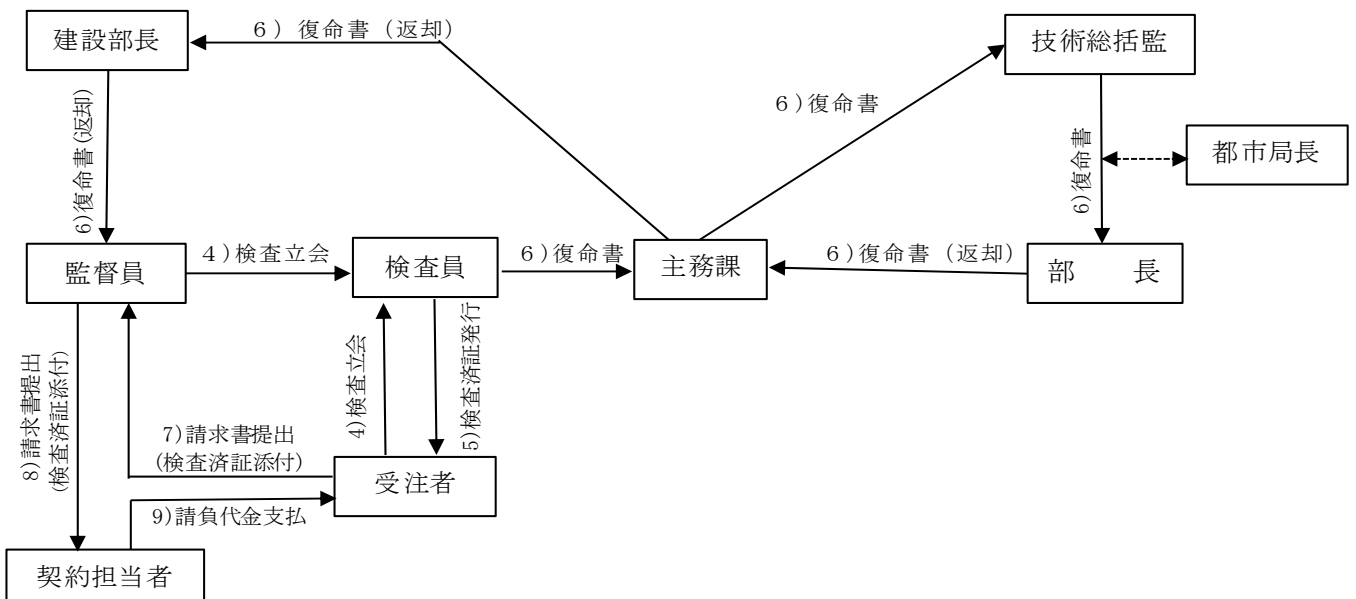 建設部長
6）復命書（返却）
技術総括監
6)復命書
都市局長
6)復命書(返却)
6)復命書
監督員
4)検査立会
検査員
6)復命書
主務課
6)復命書（返却）
部　　長
8)請求書提出
(検査済証添付)
4)検査立会
5)検査済証発行
7)請求書提出
(検査済証添付)
受注者
9)請負代金支払
契約担当者